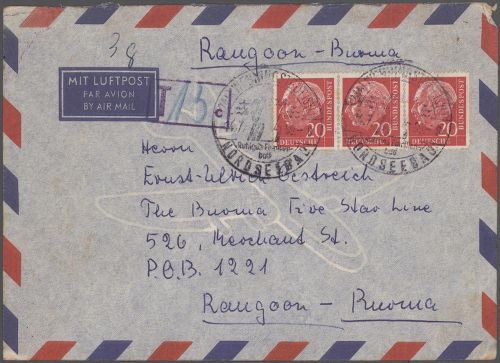 3g
Rangoon-Burma
MIT LUFTPOST
PAR AVION
BY AIR MAIL
T
20
DEUTSCHE
BUNDESPOST
20
DEUTSCHE
BUNDESPOST
20
DEUTSCHE
BUNDESPOST
NORDSEEBAD
Herrn
Ernst-Ulrich Oestreich
The Burma Five Star Line
526, Merchant St.
P.O.B. 1221
Rangoon - Burma